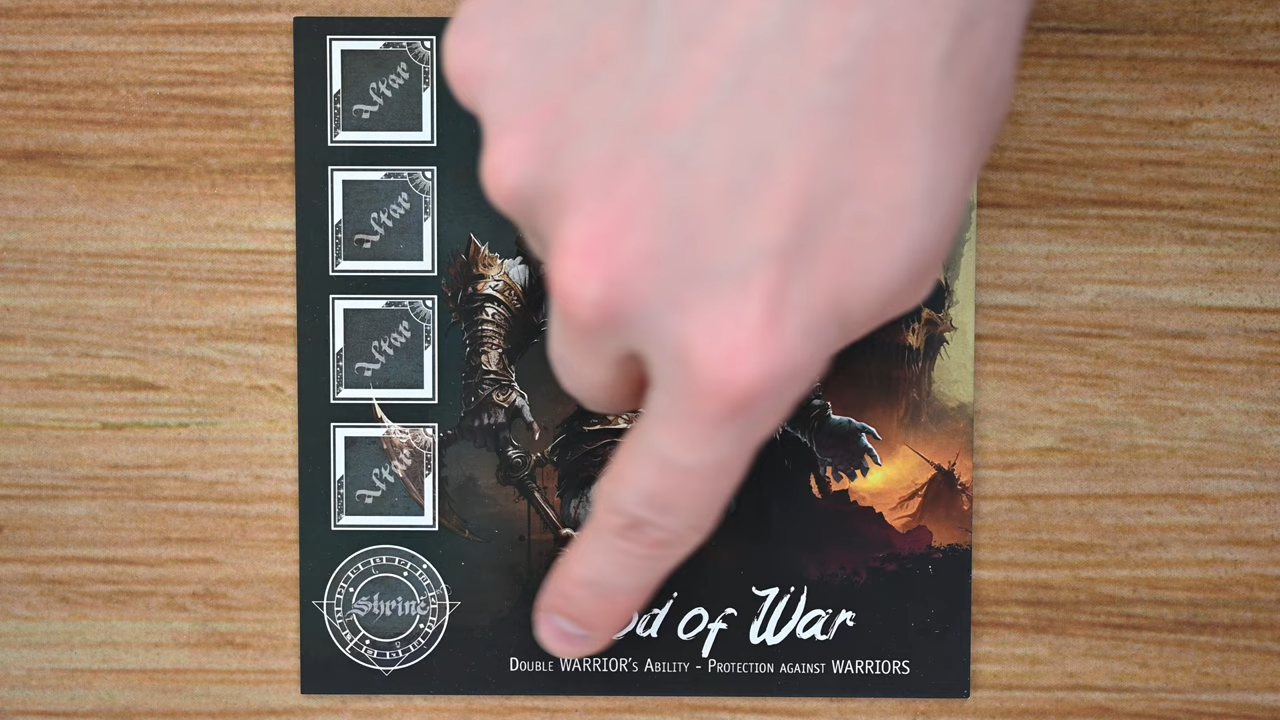 Altar
Altar
Altar
Altar
Shrine
of War
DOUBLE WARRIOR'S ABILITY - PROTECTION AGAINST WARRIORS